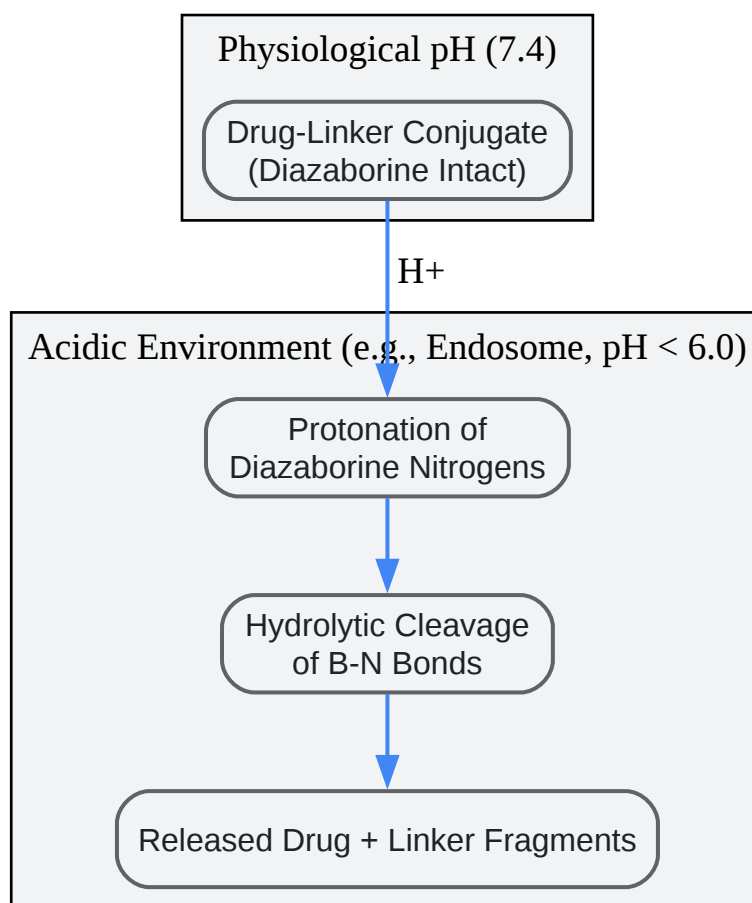 Physiological pH (7.4)
Drug-Linker Conjugate
(Diazaborine Intact)
H+
Acidic Environment (e.g., Endosome, pH < 6.0)
Protonation of
Diazaborine Nitrogens
Hydrolytic Cleavage
of B-N Bonds
Released Drug + Linker Fragments